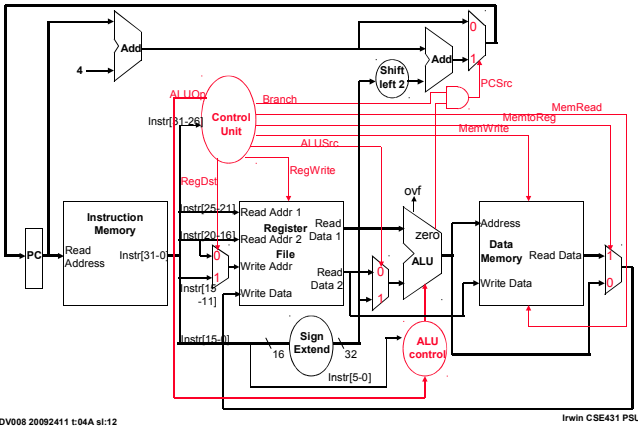 Add
4
Shift
left 2
Add
0
1
PCSrc
ALUOp
Branch
MemRead
Instr[31-26]
Control
Unit
MemtoReg
MemWrite
ALUSrc
RegWrite
RegDst
ovf
Instruction
Memory
PC
Read
Address
Instr[31-0]
Instr[25-21]
Read Addr 1
Instr[20-16]
Read Addr 2
Register
File
Read
Data 1
0
1
Write Addr
Read
Data 2
Instr[15
-11]
Write Data
0
1
zero
ALU
Address
Data
Memory
Read Data
Write Data
1
0
Instr[15-0]
Sign
Extend
16
32
ALU
control
Instr[5-0]
DV008 20092411 t:04A sl:12
Irwin CSE431 PSU